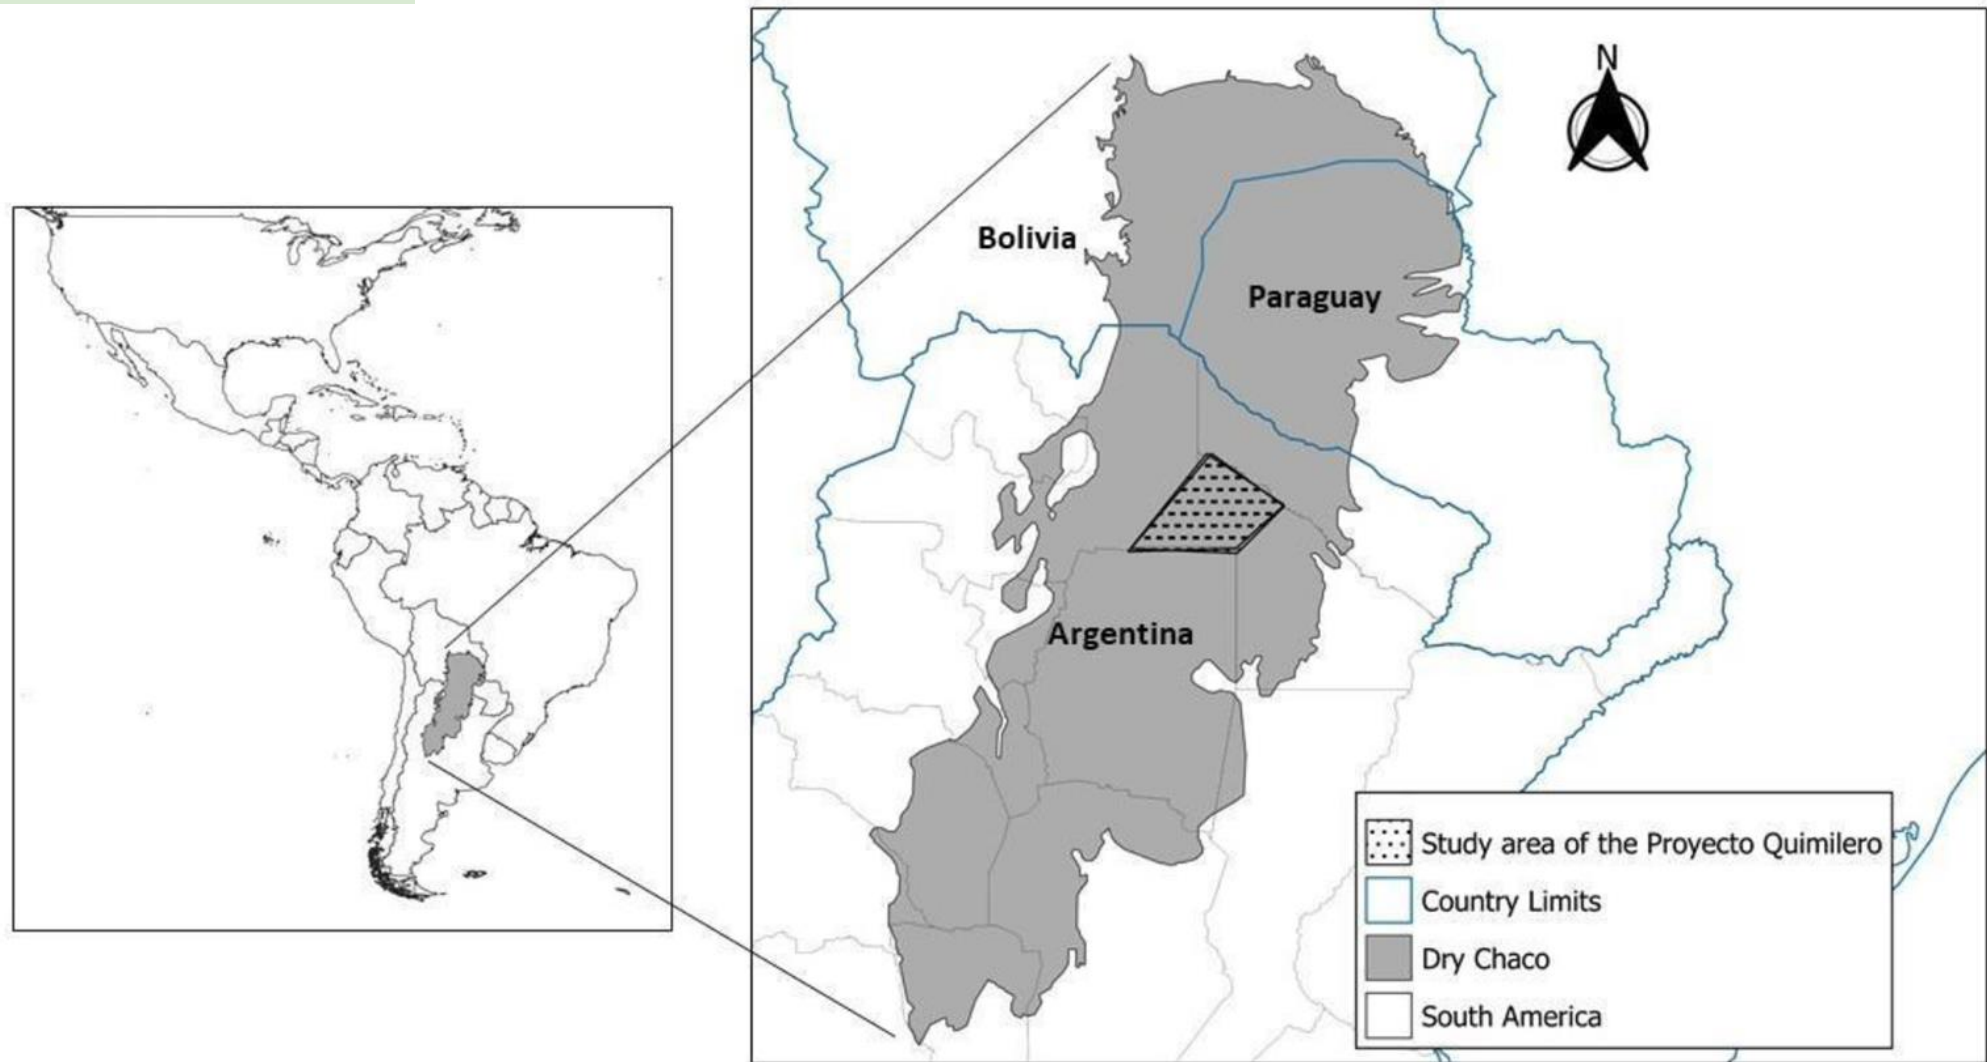 N
Bolivia
Paraguay
Argentina
Study area of the Proyecto Quimilero
Country Limits
Dry Chaco
South America